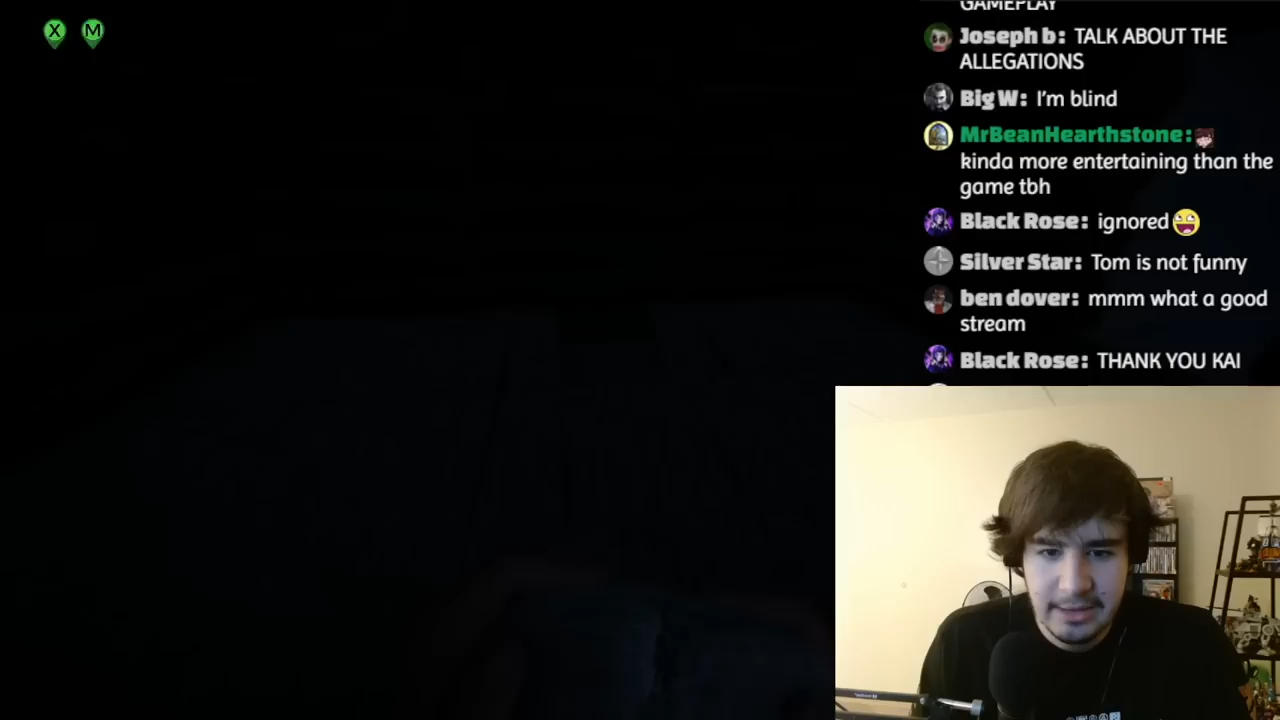 X M
GAMEPLAY
Joseph b: TALK ABOUT THE
ALLEGATIONS
Big W: I'm blind
MrBeanHearthstone:
kinda more entertaining than the
game tbh
Black Rose: ignored😆
Silver Star: Tom is not funny
ben dover: mmm what a good
stream
Black Rose: THANK YOU KAI